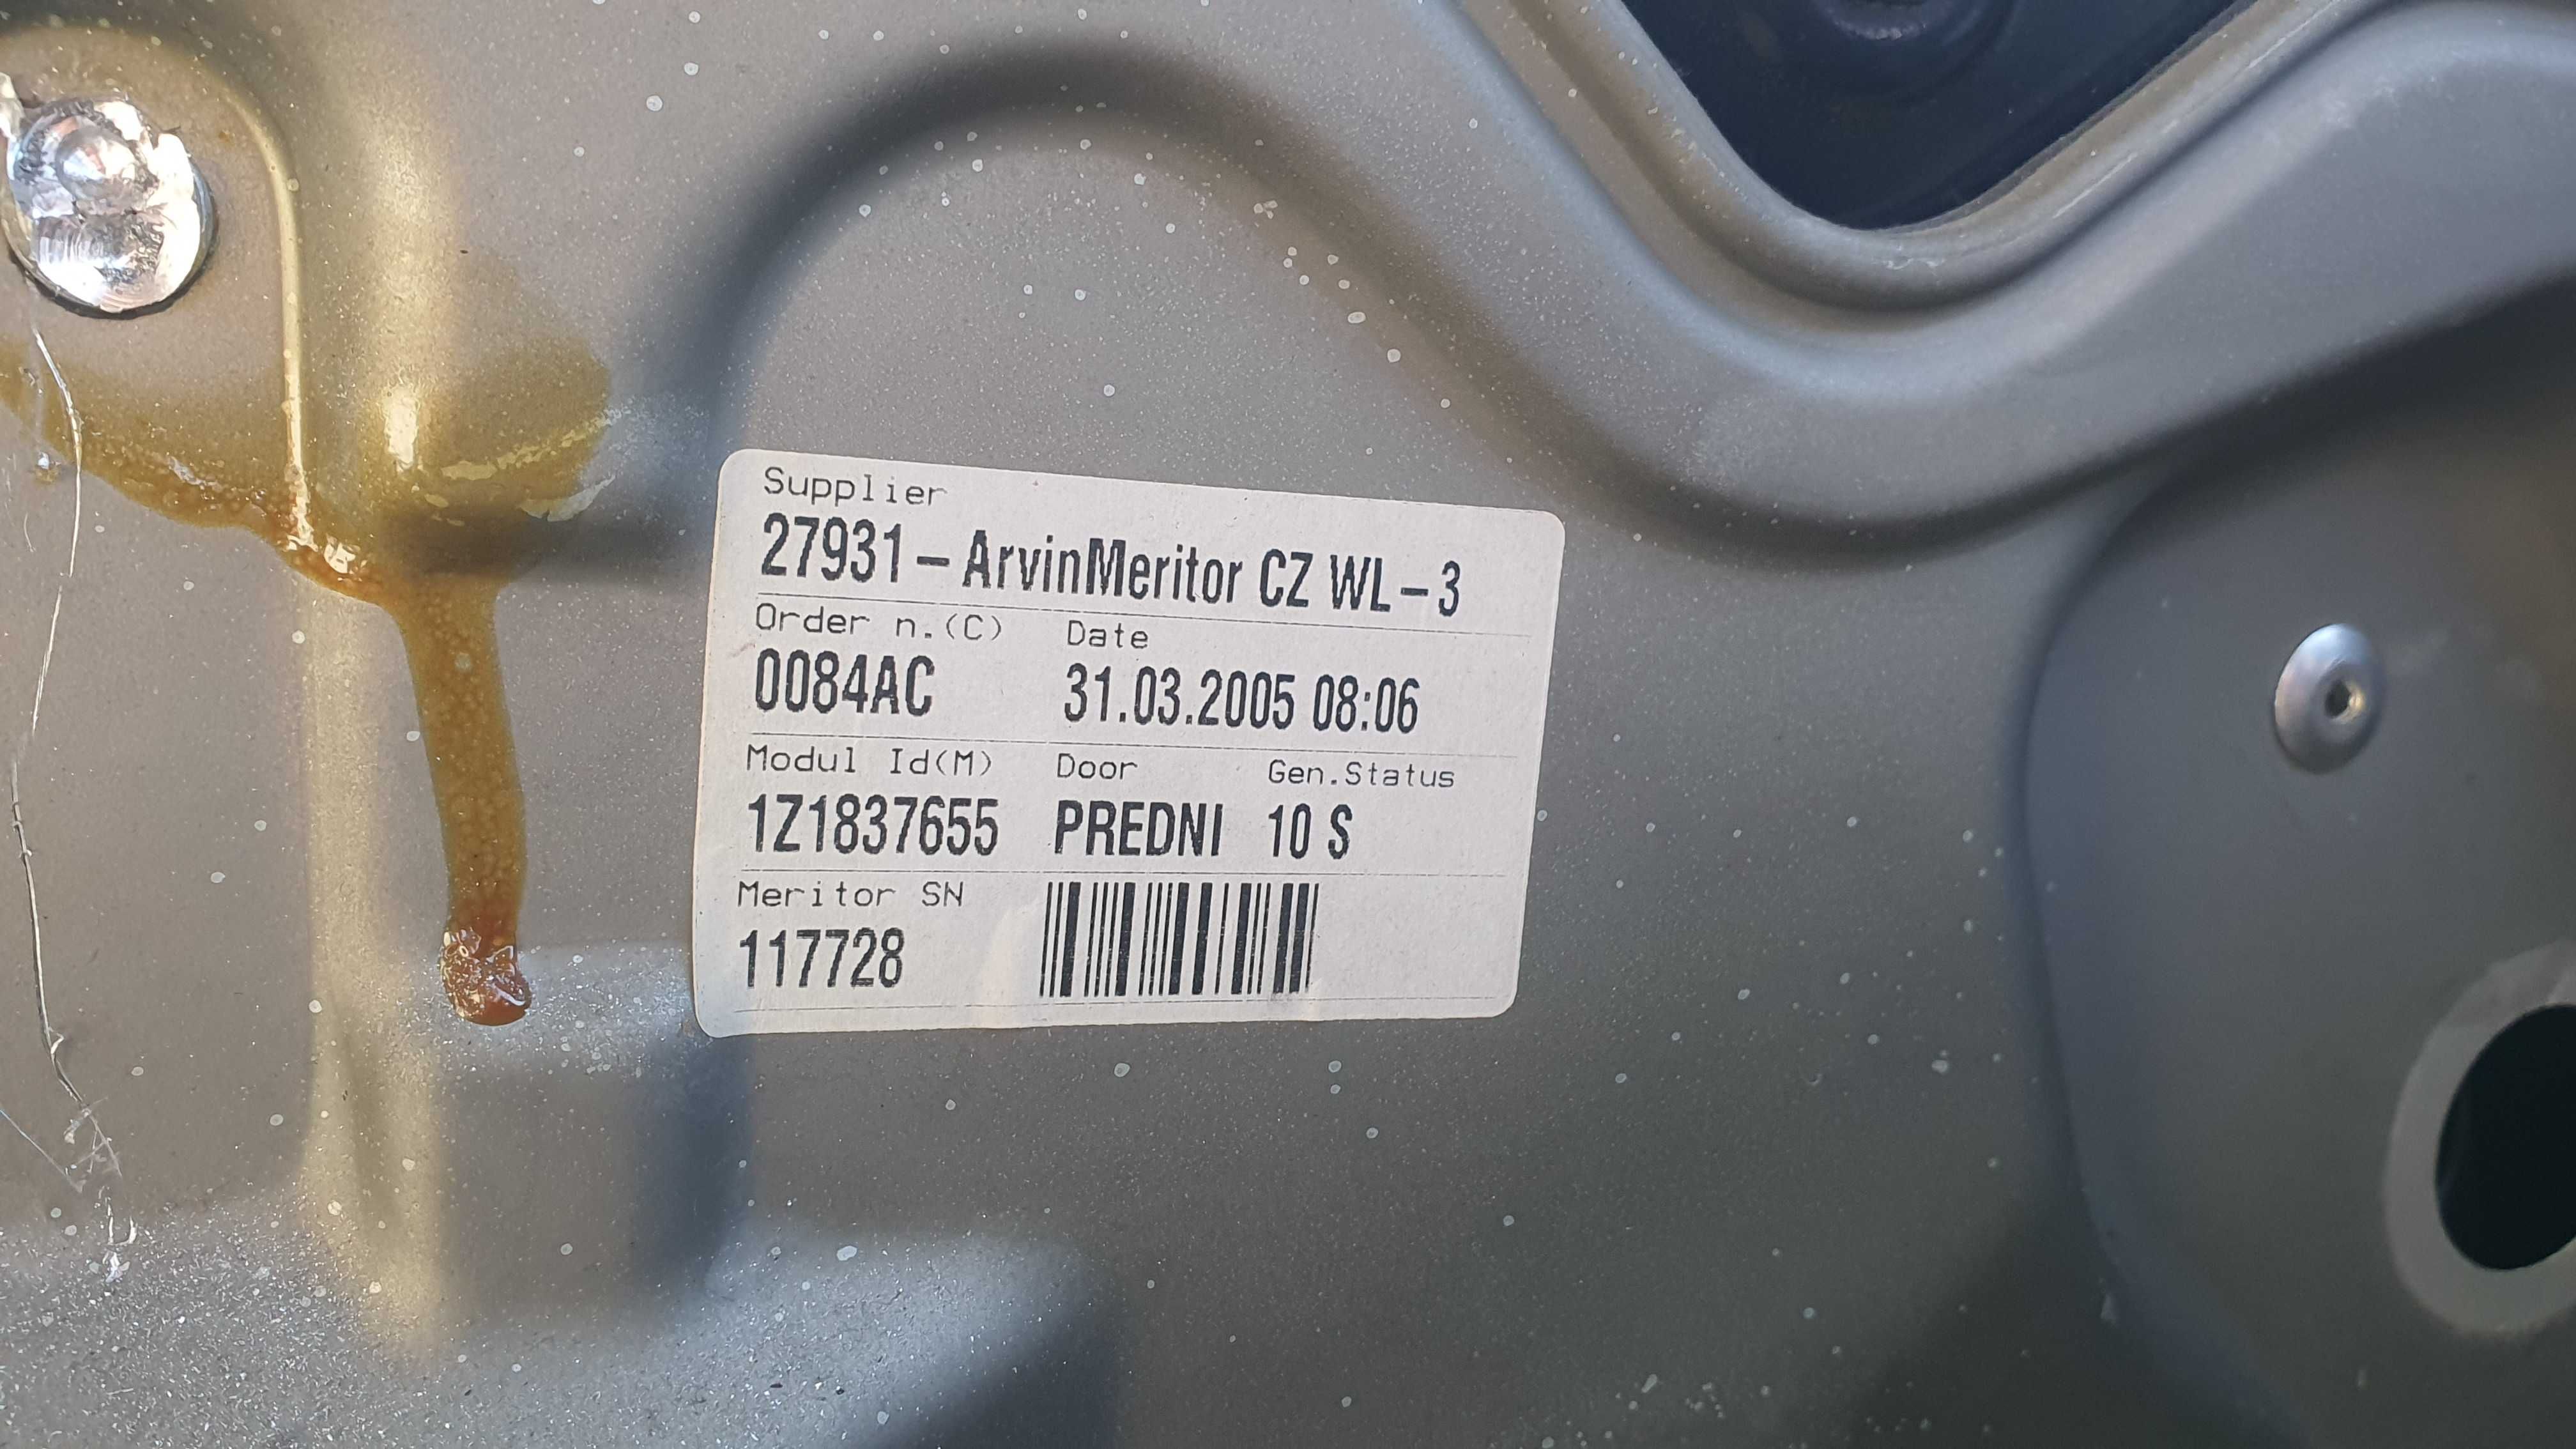 Supplier
27931-ArvinMeritor CZ WL-3
Order n.(C) Date
0084AC 31.03.2005 08:06
Modul Id(M) Door Gen.Status
1Z1837655 PREDNI 10 S
Meritor SN
117728